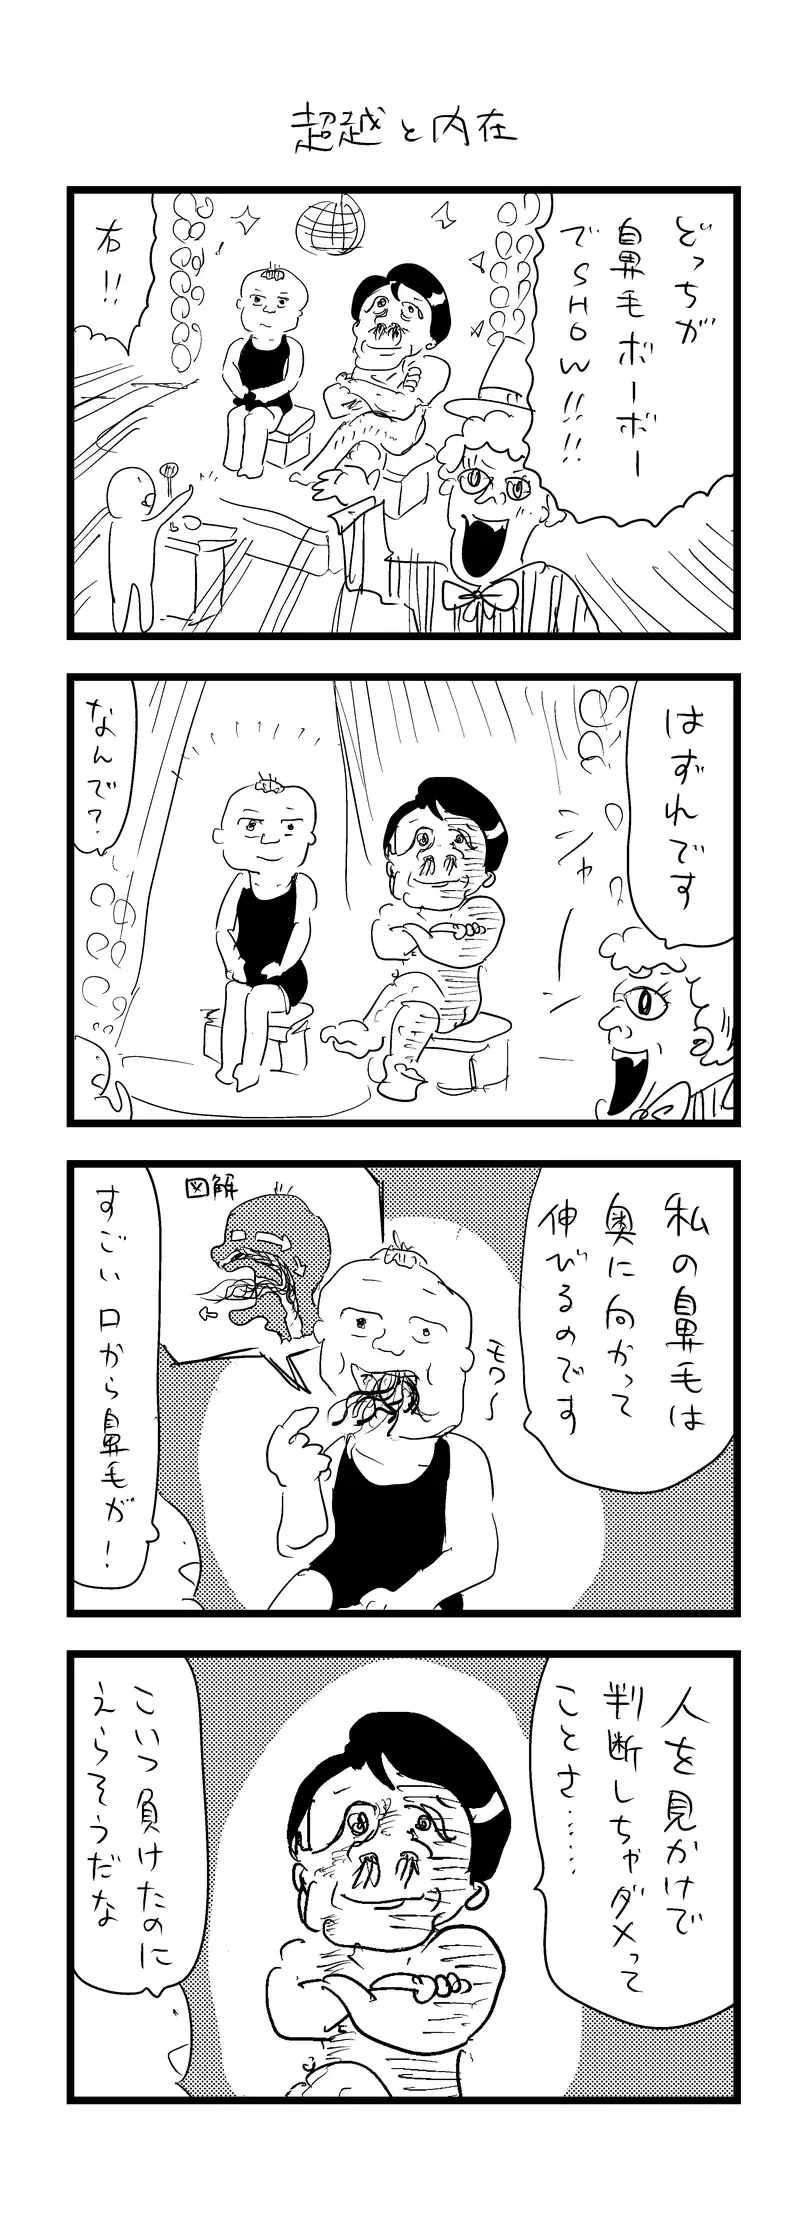 超越と内在
どっちが
鼻毛ボーボー
でSHOW!!!!
右!!
はずれです
ジャーン
なんで?
私の鼻毛は
奥に向かって
伸びるのです
モワ〜
図解
すごい口から鼻毛が!
人を見かけで
判断しちゃダメって
ことさ……
こいつ負けたのに
えらそうだな